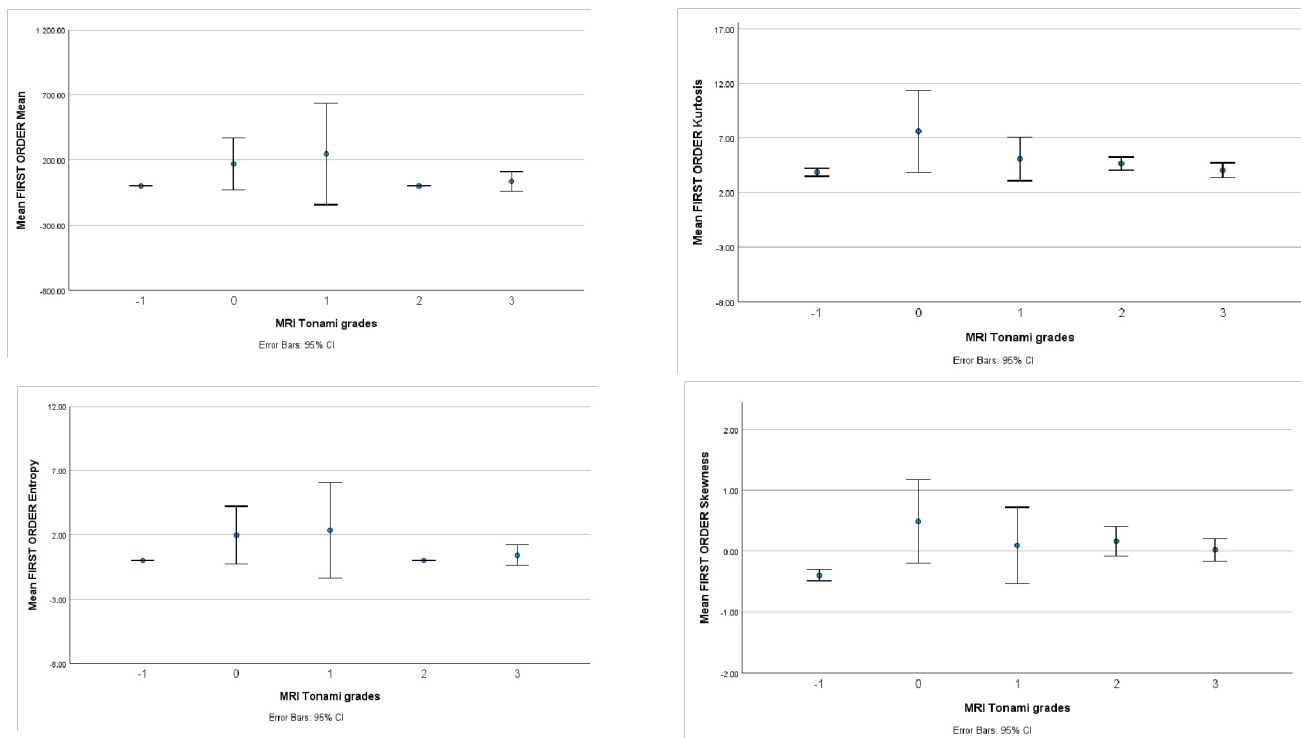 1 200.00
700.00
200.00
-300.00
-800.00
Mean FIRST ORDER Mean
-1 0 1 2 3
MRI Tonami grades
Error Bars: 95% CI
17.00
12.00
7.00
2.00
-3.00
-8.00
Mean FIRST ORDER Kurtosis
-1 0 1 2 3
MRI Tonami grades
Error Bars: 95% CI
12.00
7.00
2.00
-3.00
-8.00
Mean FIRST ORDER Entropy
-1 0 1 2 3
MRI Tonami grades
Error Bars: 95% CI
2.00
1.00
0.00
-1.00
-2.00
Mean FIRST ORDER Skewness
-1 0 1 2 3
MRI Tonami grades
Error Bars: 95% CI